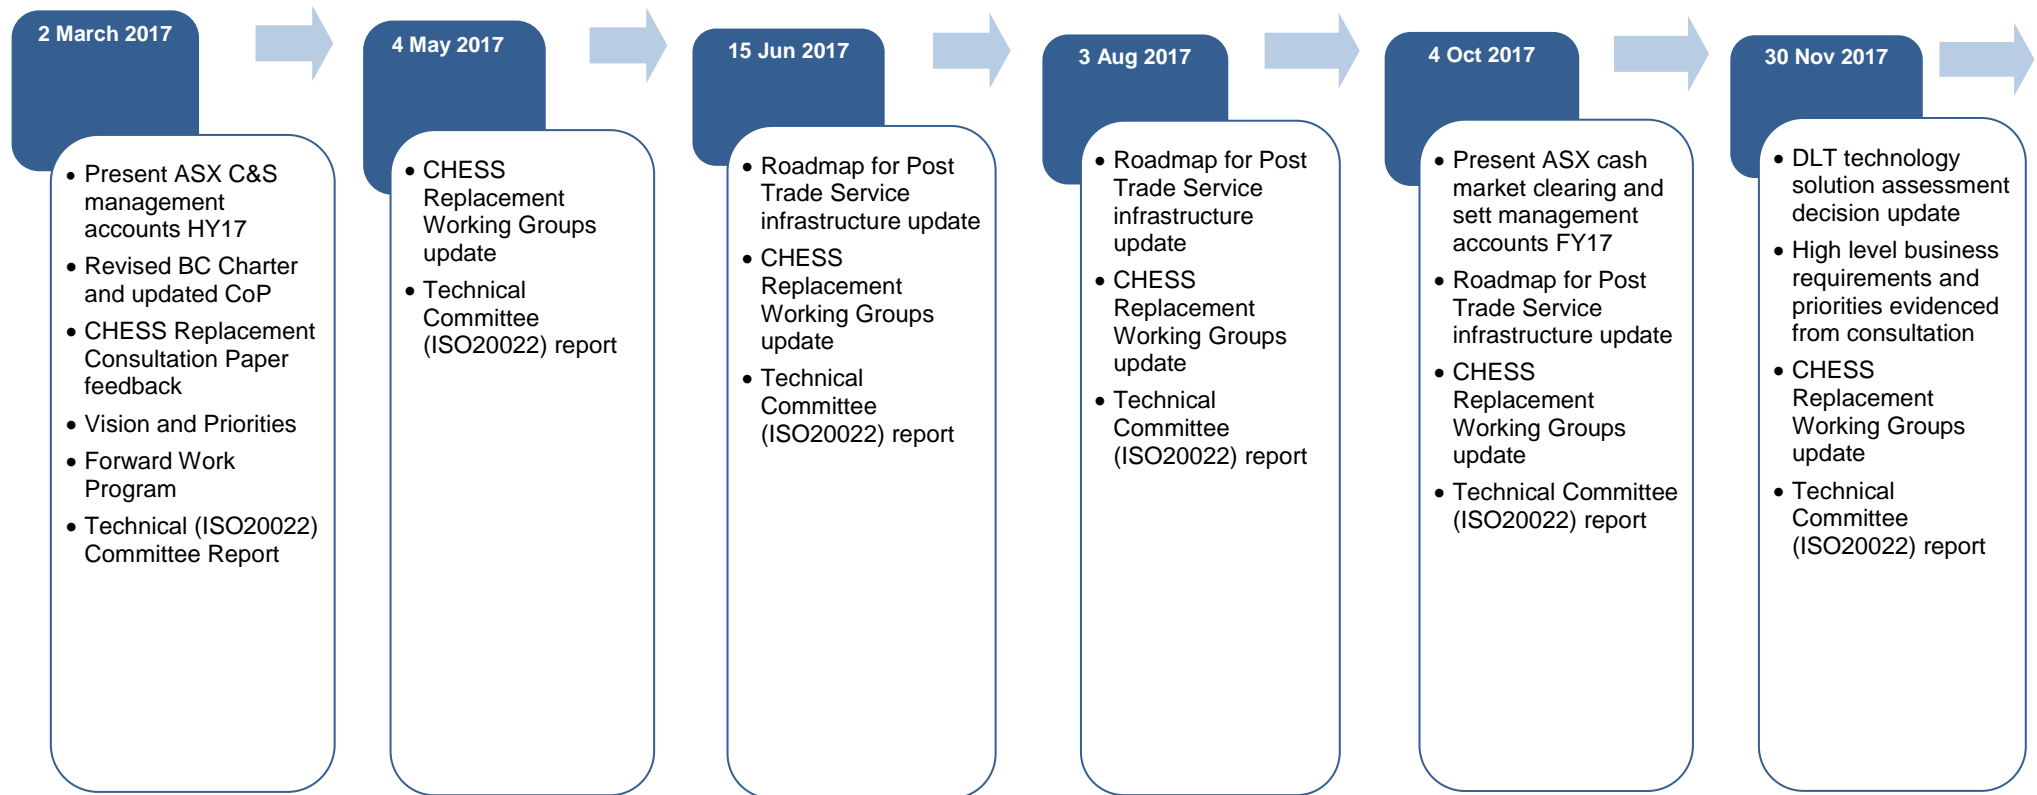 2 March 2017
Present ASX C&S
management
accounts HY17
Revised BC Charter
and updated CoP
CHESS Replacement
Consultation Paper
feedback
Vision and Priorities
Forward Work
Program
Technical (ISO20022)
Committee Report
4 May 2017
CHESS
Replacement
Working Groups
update
Technical
Committee
(ISO20022) report
15 Jun 2017
Roadmap for Post
Trade Service
infrastructure update
CHESS
Replacement
Working Groups
update
Technical
Committee
(ISO20022) report
3 Aug 2017
Roadmap for Post
Trade Service
infrastructure
update
CHESS
Replacement
Working Groups
update
Technical
Committee
(ISO20022) report
4 Oct 2017
Present ASX cash
market clearing and
sett management
accounts FY17
Roadmap for Post
Trade Service
infrastructure update
CHESS
Replacement
Working Groups
update
Technical Committee
(ISO20022) report
30 Nov 2017
DLT technology
solution assessment
decision update
High level business
requirements and
priorities evidenced
from consultation
CHESS
Replacement
Working Groups
update
Technical
Committee
(ISO20022) report